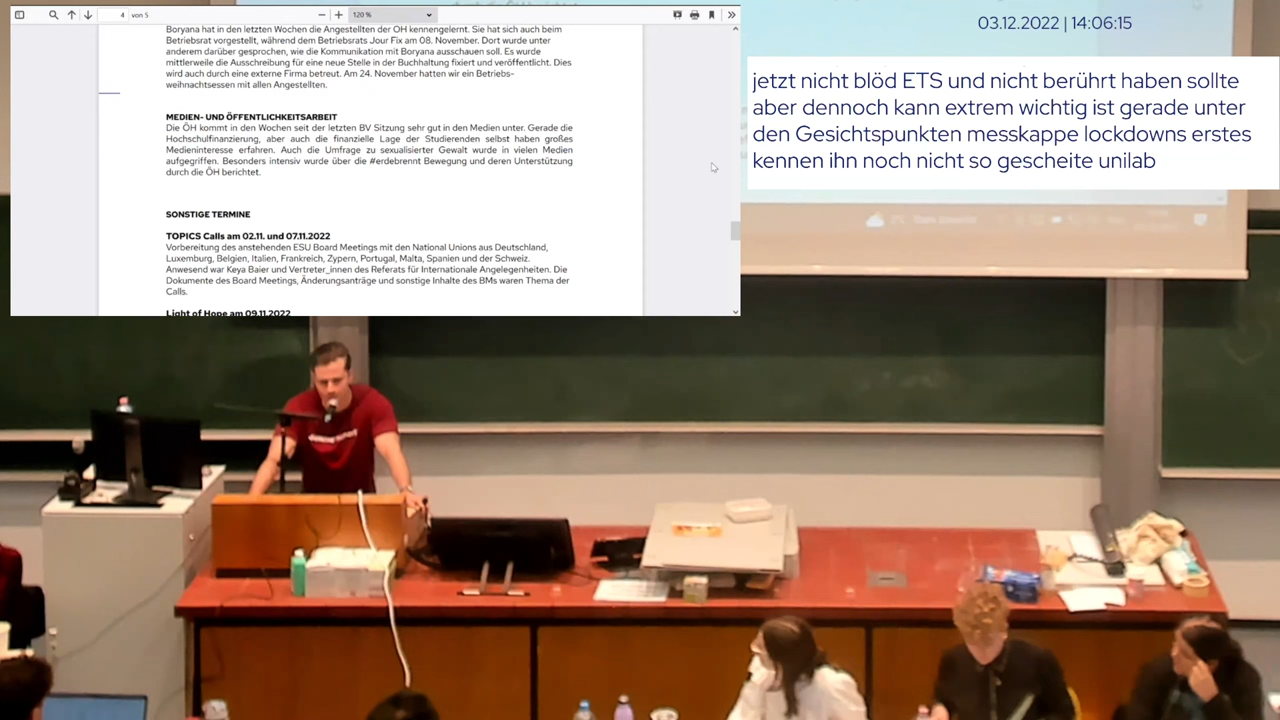 4 von 5
120 %
Boryana hat in den letzten Wochen die Angestellten der ÖH kennengelernt. Sie hat sich auch beim
Betriebsrat vorgestellt, während dem Betriebsrats Jour Fix am 08. November. Dort wurde unter
anderem darüber gesprochen, wie die Kommunikation mit Boryana ausschauen soll. Es wurde
mittlerweile die Ausschreibung für eine neue Stelle in der Buchhaltung fixiert und veröffentlicht. Dies
wird auch durch eine externe Firma betreut. Am 24. November hatten wir ein Betriebs-
weihnachtsessen mit allen Angestellten.
MEDIEN- UND ÖFFENTLICHKEITSARBEIT
Die ÖH kommt in den Wochen seit der letzten BV Sitzung sehr gut in den Medien unter. Gerade die
Hochschulfinanzierung, aber auch die finanzielle Lage der Studierenden selbst haben großes
Medieninteresse erfahren. Auch die Umfrage zu sexualisierter Gewalt wurde in vielen Medien
aufgegriffen. Besonders intensiv wurde über die #erdebrennt Bewegung und deren Unterstützung
durch die ÖH berichtet.
SONSTIGE TERMINE
TOPICS Calls am 02.11. und 07.11.2022
Vorbereitung des anstehenden ESU Board Meetings mit den National Unions aus Deutschland,
Luxemburg, Belgien, Italien, Frankreich, Zypern, Portugal, Malta, Spanien und der Schweiz.
Anwesend war Keya Baier und Vertreter_innen des Referats für Internationale Angelegenheiten. Die
Dokumente des Board Meetings, Änderungsanträge und sonstige Inhalte des BMs waren Thema der
Calls.
Light of Hope am 09.11.2022
03.12.2022 | 14:06:15
jetzt nicht blöd ETS und nicht berührt haben sollte
aber dennoch kann extrem wichtig ist gerade unter
den Gesichtspunkten messkappe lockdowns erstes
kennen ihn noch nicht so gescheite unilab